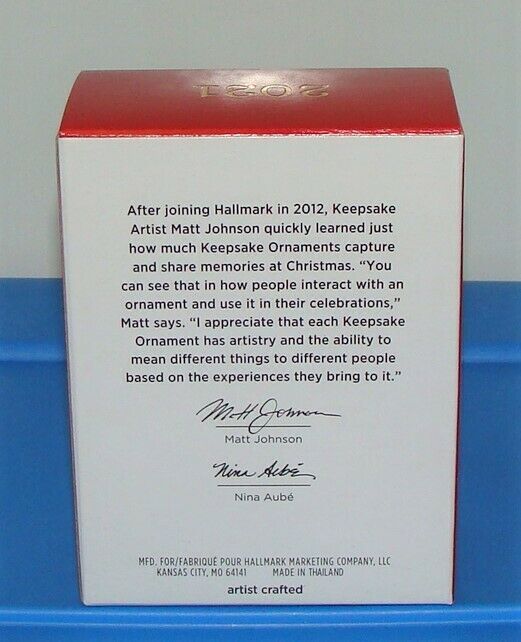 2021
After joining Hallmark in 2012, Keepsake
Artist Matt Johnson quickly learned just
how much Keepsake Ornaments capture
and share memories at Christmas. “You
can see that in how people interact with an
ornament and use it in their celebrations,”
Matt says. “I appreciate that each Keepsake
Ornament has artistry and the ability to
mean different things to different people
based on the experiences they bring to it.”
Matt Johnson
Matt Johnson
Nina Aubé
Nina Aubé
MFD. FOR/FABRIQUÉ POUR HALLMARK MARKETING COMPANY, LLC
KANSAS CITY, MO 64141 MADE IN THAILAND
artist crafted